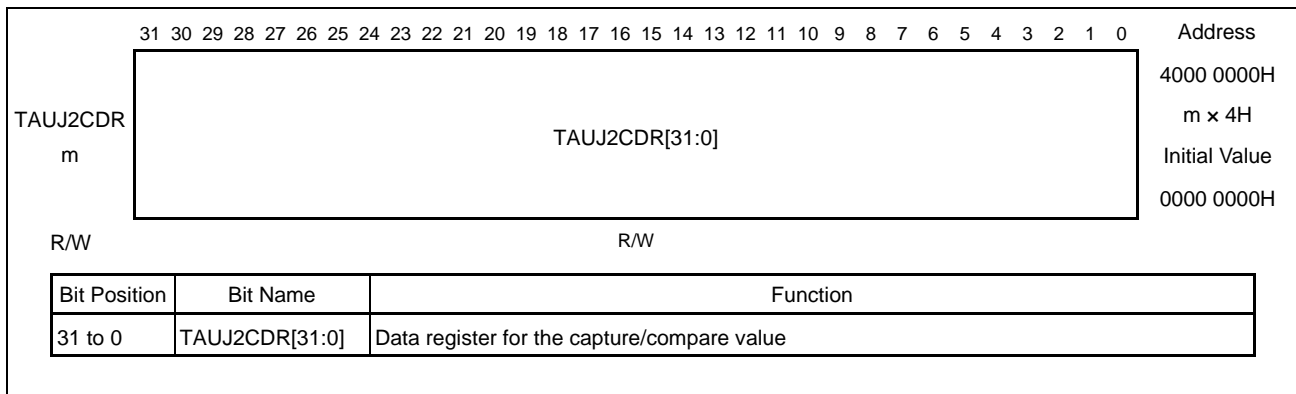 31 30 29 28 27 26 25 24 23 22 21 20 19 18 17 16 15 14 13 12 11 10 9 8 7 6 5 4 3 2 1 0 Address
4000 0000H
TAUJ2CDR
m
TAUJ2CDR[31:0]
m × 4H
Initial Value
0000 0000H
R/W R/W
Bit Position Bit Name Function
31 to 0 TAUJ2CDR[31:0] Data register for the capture/compare value